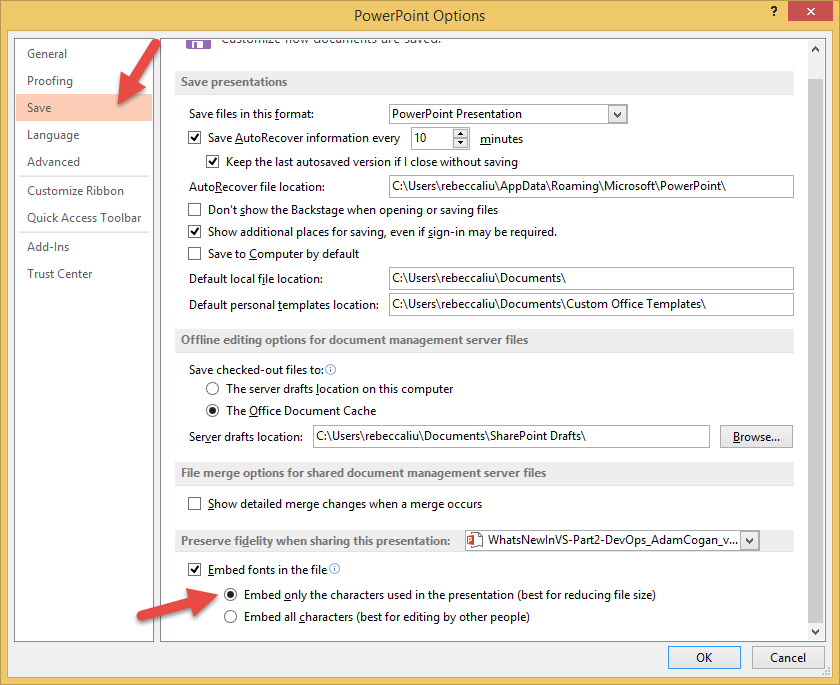 PowerPoint Options
?
General
Proofing
Save
Language
Advanced
Customize Ribbon
Quick Access Toolbar
Add-Ins
Trust Center
Customize how documents are saved.
Save presentations
Save files in this format: PowerPoint Presentation
Save AutoRecover information every 10 minutes
Keep the last autosaved version if I close without saving
AutoRecover file location: C:\Users\rebeccaliu\AppData\Roaming\Microsoft\PowerPoint\
Don't show the Backstage when opening or saving files
Show additional places for saving, even if sign-in may be required.
Save to Computer by default
Default local file location: C:\Users\rebeccaliu\Documents\
Default personal templates location: C:\Users\rebeccaliu\Documents\Custom Office Templates\
Offline editing options for document management server files
Save checked-out files to:
The server drafts location on this computer
The Office Document Cache
Server drafts location: C:\Users\rebeccaliu\Documents\SharePoint Drafts\ Browse...
File merge options for shared document management server files
Show detailed merge changes when a merge occurs
Preserve fidelity when sharing this presentation: WhatsNewInVS-Part2-DevOps_AdamCogan_v...
Embed fonts in the file
Embed only the characters used in the presentation (best for reducing file size)
Embed all characters (best for editing by other people)
OK Cancel